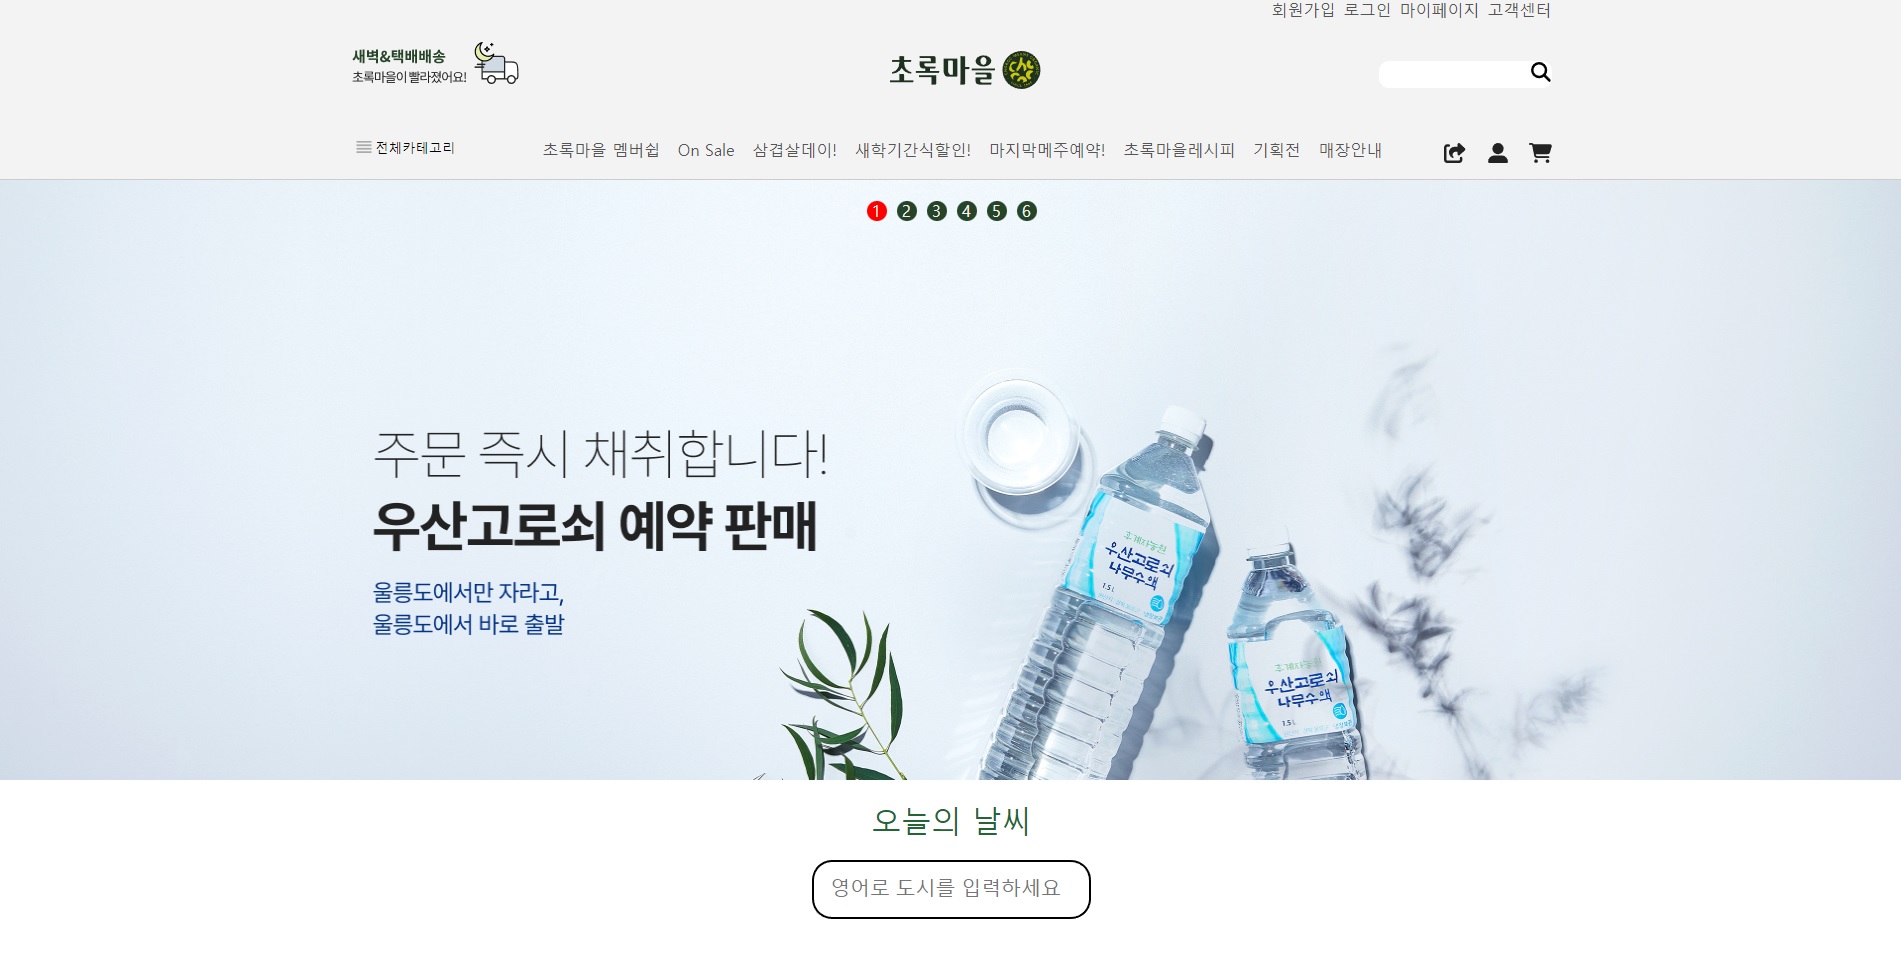 회원가입 로그인 마이페이지 고객센터
새벽&택배배송
초록마을이 빨라졌어요!
초록마을
전체카테고리 초록마을 멤버쉽 On Sale 삼겹살데이! 새학기간식할인! 마지막메주예약! 초록마을레시피 기획전 매장안내
1 2 3 4 5 6
주문 즉시 채취합니다!
우산고로쇠 예약 판매
울릉도에서만 자라고,
울릉도에서 바로 출발
우산고로쇠
나무수액
1.5 L
우산고로쇠
나무수액
1.5 L
오늘의 날씨
영어로 도시를 입력하세요